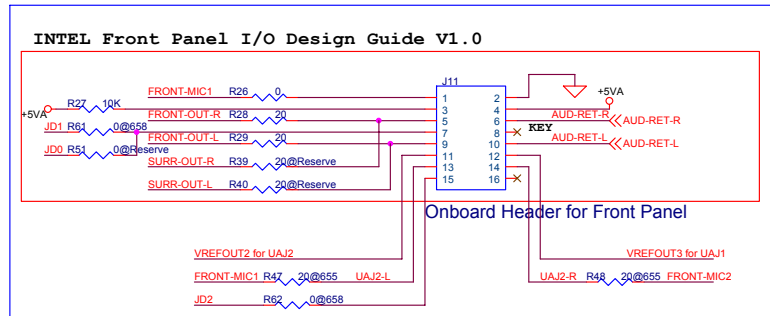 INTEL Front Panel I/O Design Guide V1.0
J11
FRONT-MIC1 R26 0 1 2 +5VA
+5VA R27 10K 3 4
FRONT-OUT-R R28 20 5 6 AUD-RET-R AUD-RET-R
JD1 R61 0@658 7 8 KEY
FRONT-OUT-L R29 20 9 10 AUD-RET-L AUD-RET-L
JD0 R51 0@Reserve 11 12
SURR-OUT-R R39 20@Reserve 13 14
SURR-OUT-L R40 20@Reserve 15 16
Onboard Header for Front Panel
VREFOUT2 for UAJ2 VREFOUT3 for UAJ1
FRONT-MIC1 R47 20@655 UAJ2-L UAJ2-R R48 20@655 FRONT-MIC2
JD2 R62 0@658